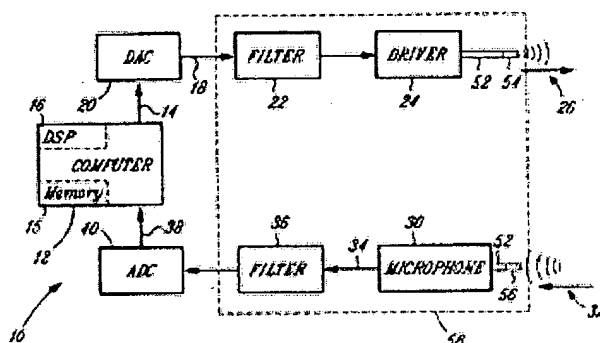 DAC
FILTER
DRIVER
20
18
22
24
52
54
26
16
14
DSP
COMPUTER
Memory
15
12
38
40
ADC
36
FILTER
34
30
MICROPHONE
52
56
10
58